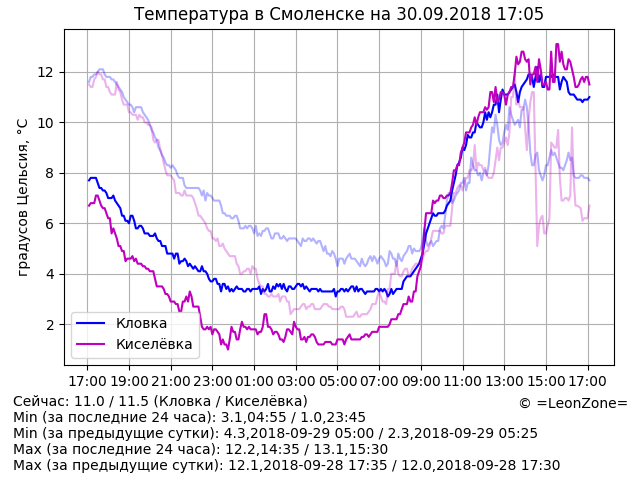 Температура в Смоленске на 30.09.2018 17:05
градусов Цельсия, °C
12
10
8
6
4
2
Кловка
Киселёвка
17:00 19:00 21:00 23:00 01:00 03:00 05:00 07:00 09:00 11:00 13:00 15:00 17:00
Сейчас: 11.0 / 11.5 (Кловка / Киселёвка)
© =LeonZone=
Min (за последние 24 часа): 3.1,04:55 / 1.0,23:45
Min (за предыдущие сутки): 4.3,2018-09-29 05:00 / 2.3,2018-09-29 05:25
Max (за последние 24 часа): 12.2,14:35 / 13.1,15:30
Max (за предыдущие сутки): 12.1,2018-09-28 17:35 / 12.0,2018-09-28 17:30